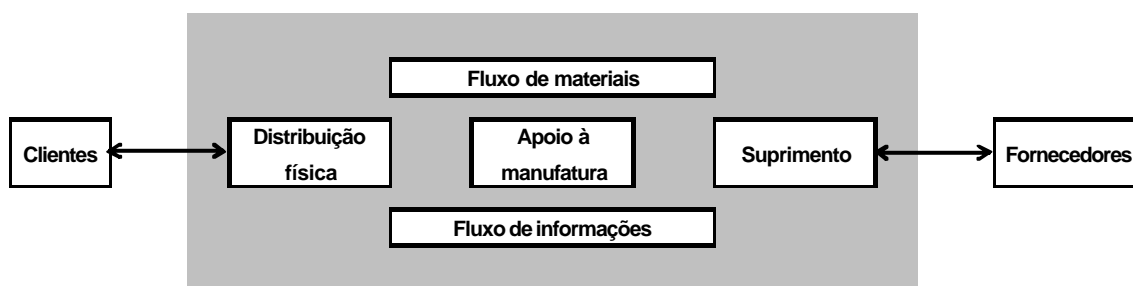 Fluxo de materiais
Clientes
Distribuição
física
Apoio à
manufatura
Suprimento
Fornecedores
Fluxo de informações